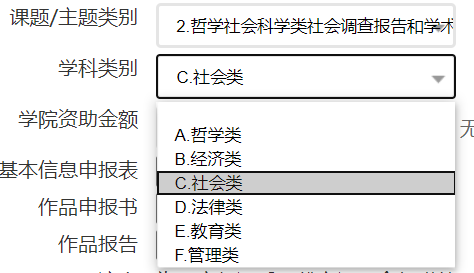 课题/主题类别
2.哲学社会科学类社会调查报告和学术
学科类别
C.社会类
学院资助金额
无
A.哲学类
B.经济类
C.社会类
D.法律类
E.教育类
F.管理类
基本信息申报表
作品申报书
作品报告